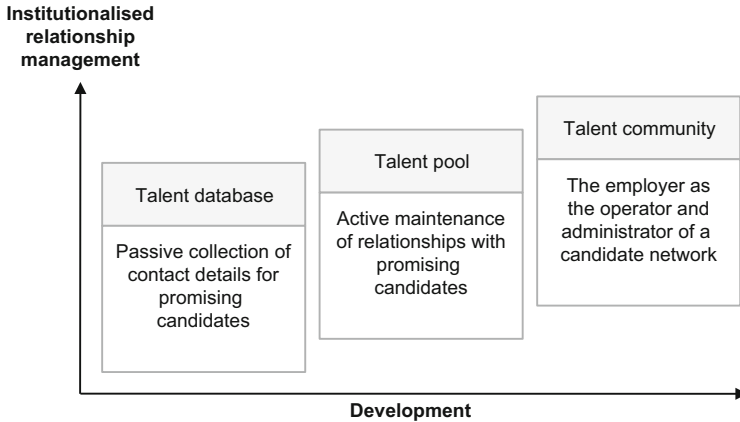 Institutionalised
relationship
management
Talent database
Passive collection of
contact details for
promising
candidates
Talent pool
Active maintenance
of relationships with
promising
candidates
Talent community
The employer as
the operator and
administrator of a
candidate network
Development